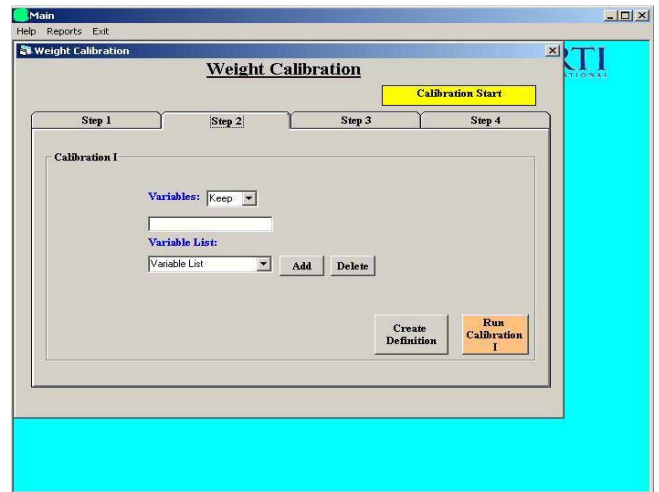 Main
Help Reports Exit
Weight Calibration
RTI
Weight Calibration
Calibration Start
Step 1 Step 2 Step 3 Step 4
Calibration I
Variables: Keep
Variable List:
Variable List Add Delete
Create
Definition
Run
Calibration
I